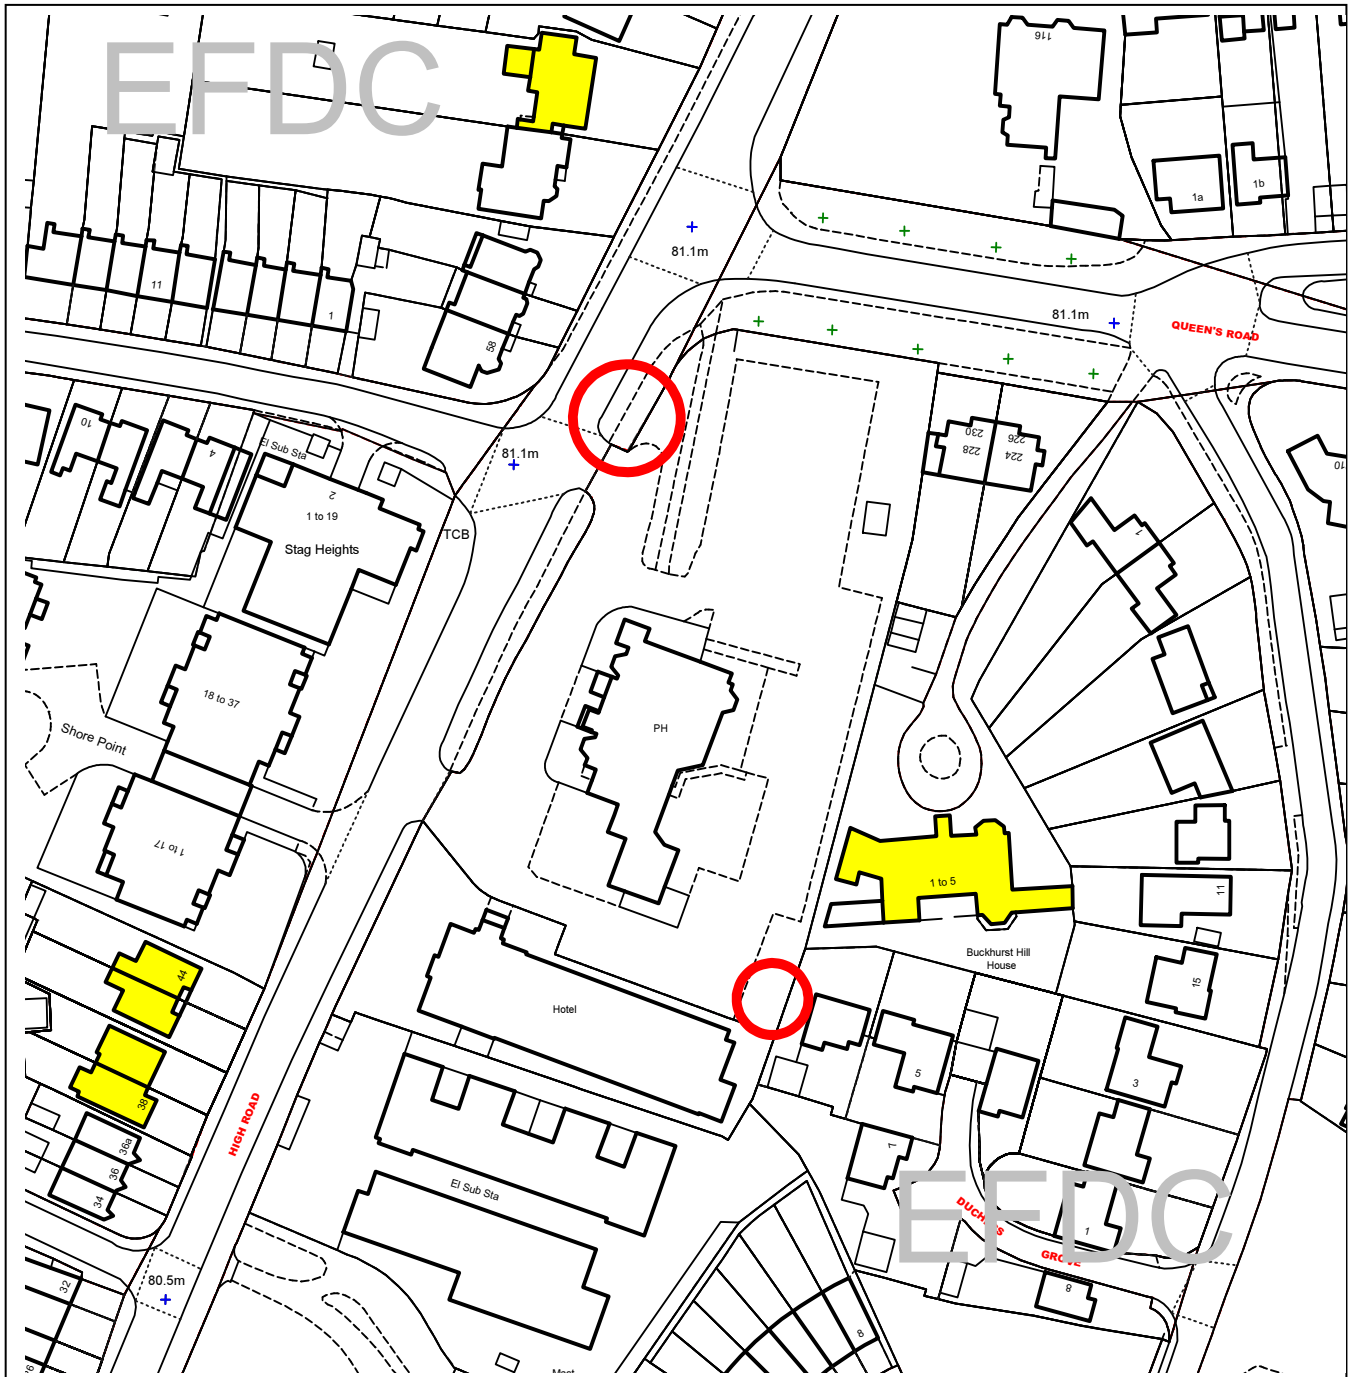 EFDC
116
1a
1b
81.1m
11
1
58
81.1m
QUEEN'S ROAD
10
4
El Sub Sta
2
1 to 19
Stag Heights
81.1m
TCB
230
228
226
224
10
1
18 to 37
Shore Point
PH
1 to 17
1 to 5
11
Buckhurst Hill
House
44
15
Hotel
38
5
3
HIGH ROAD
36a
36
34
El Sub Sta
7
EFDC
DUCHESS
GROVE
1
80.5m
32
8
8